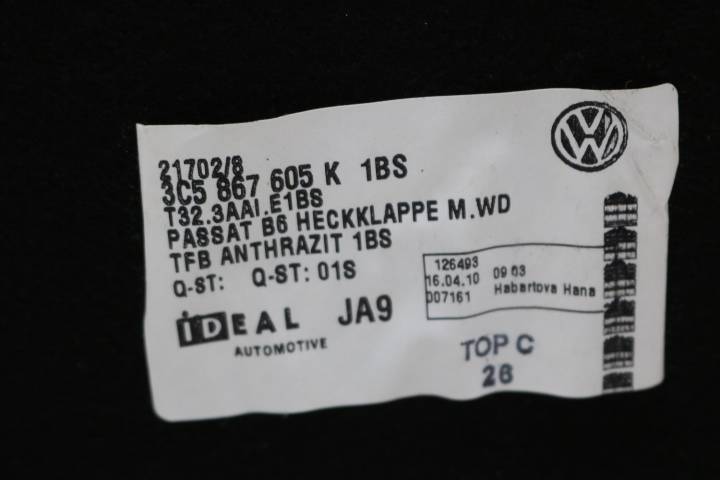 21702/8
3C5 867 605 K 1BS
T32.3AAI.E1BS
PASSAT B6 HECKKLAPPE M.WD
TFB ANTHRAZIT 1BS
Q-ST: Q-ST: 01S
iDEAL JA9
AUTOMOTIVE
126493
16.04.10 09 03
007161 Habartova Hana
TOP C
26